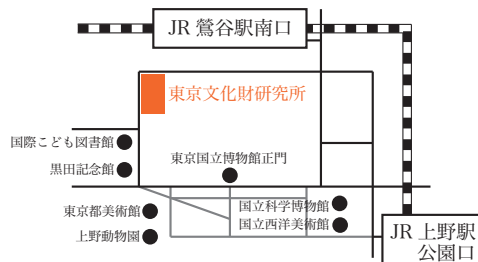 JR 鶯谷駅南口
東京文化財研究所
国際こども図書館
東京国立博物館正門
黒田記念館
国立科学博物館
東京都美術館
国立西洋美術館
上野動物園
JR 上野駅
公園口